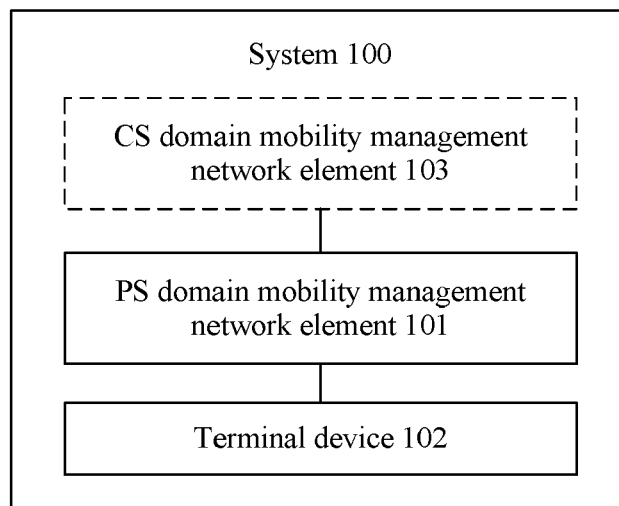 System 100
CS domain mobility management
network element 103
PS domain mobility management
network element 101
Terminal device 102